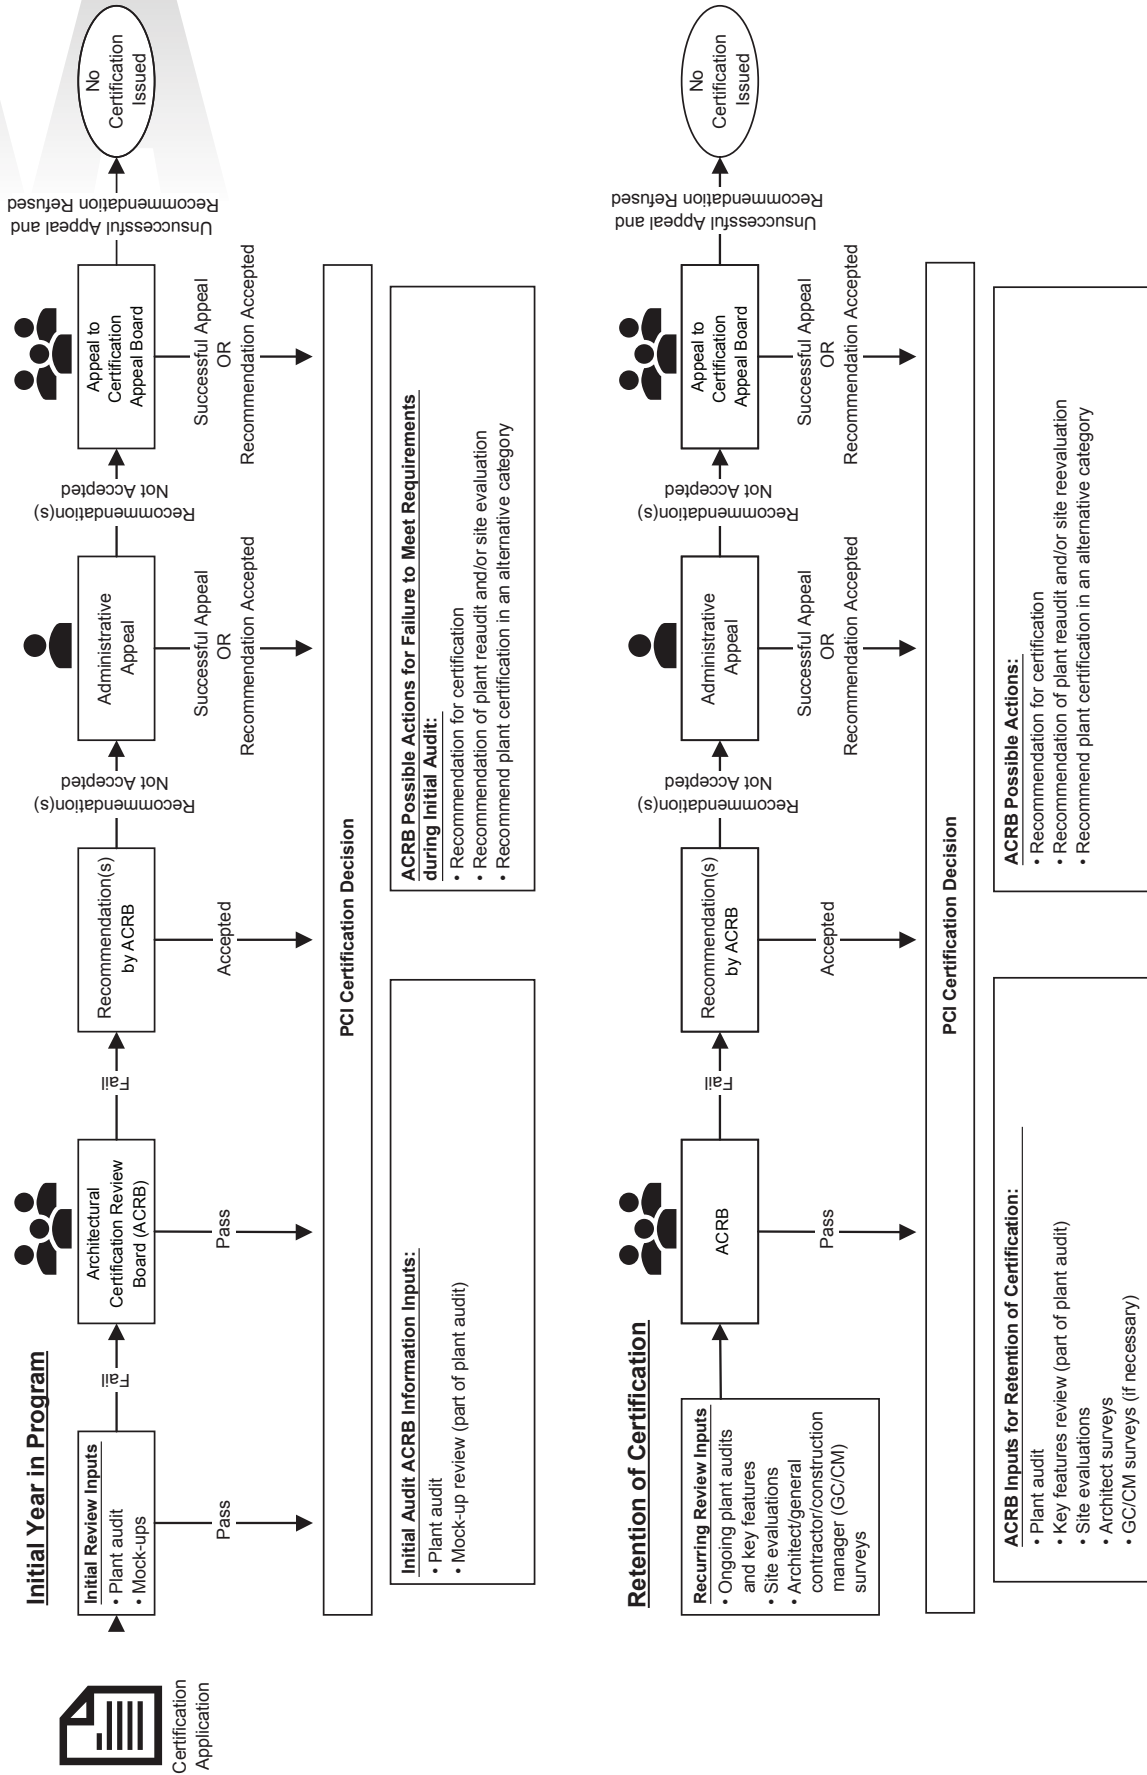 Initial Year in Program
Certification
Application
Initial Review Inputs
• Plant audit
• Mock-ups
Fail
Pass
Architectural
Certification Review
Board (ACRB)
Fail
Pass
Recommendation(s)
by ACRB
Recommendation(s)
Not Accepted
Accepted
Administrative
Appeal
Recommendation(s)
Not Accepted
Successful Appeal
OR
Recommendation Accepted
Appeal to
Certification
Appeal Board
Unsuccessful Appeal and
Recommendation Refused
Successful Appeal
OR
Recommendation Accepted
No
Certification
Issued
PCI Certification Decision
Initial Audit ACRB Information Inputs:
• Plant audit
• Mock-up review (part of plant audit)
ACRB Possible Actions for Failure to Meet Requirements
during Initial Audit:
• Recommendation for certification
• Recommendation of plant reaudit and/or site evaluation
• Recommend plant certification in an alternative category
Retention of Certification
Recurring Review Inputs
• Ongoing plant audits
and key features
• Site evaluations
• Architect/general
contractor/construction
manager (GC/CM)
surveys
ACRB
Fail
Pass
Recommendation(s)
by ACRB
Recommendation(s)
Not Accepted
Accepted
Administrative
Appeal
Recommendation(s)
Not Accepted
Successful Appeal
OR
Recommendation Accepted
Appeal to
Certification
Appeal Board
Unsuccessful Appeal and
Recommendation Refused
Successful Appeal
OR
Recommendation Accepted
No
Certification
Issued
PCI Certification Decision
ACRB Inputs for Retention of Certification:
• Plant audit
• Key features review (part of plant audit)
• Site evaluations
• Architect surveys
• GC/CM surveys (if necessary)
ACRB Possible Actions:
• Recommendation for certification
• Recommendation of plant reaudit and/or site reevaluation
• Recommend plant certification in an alternative category